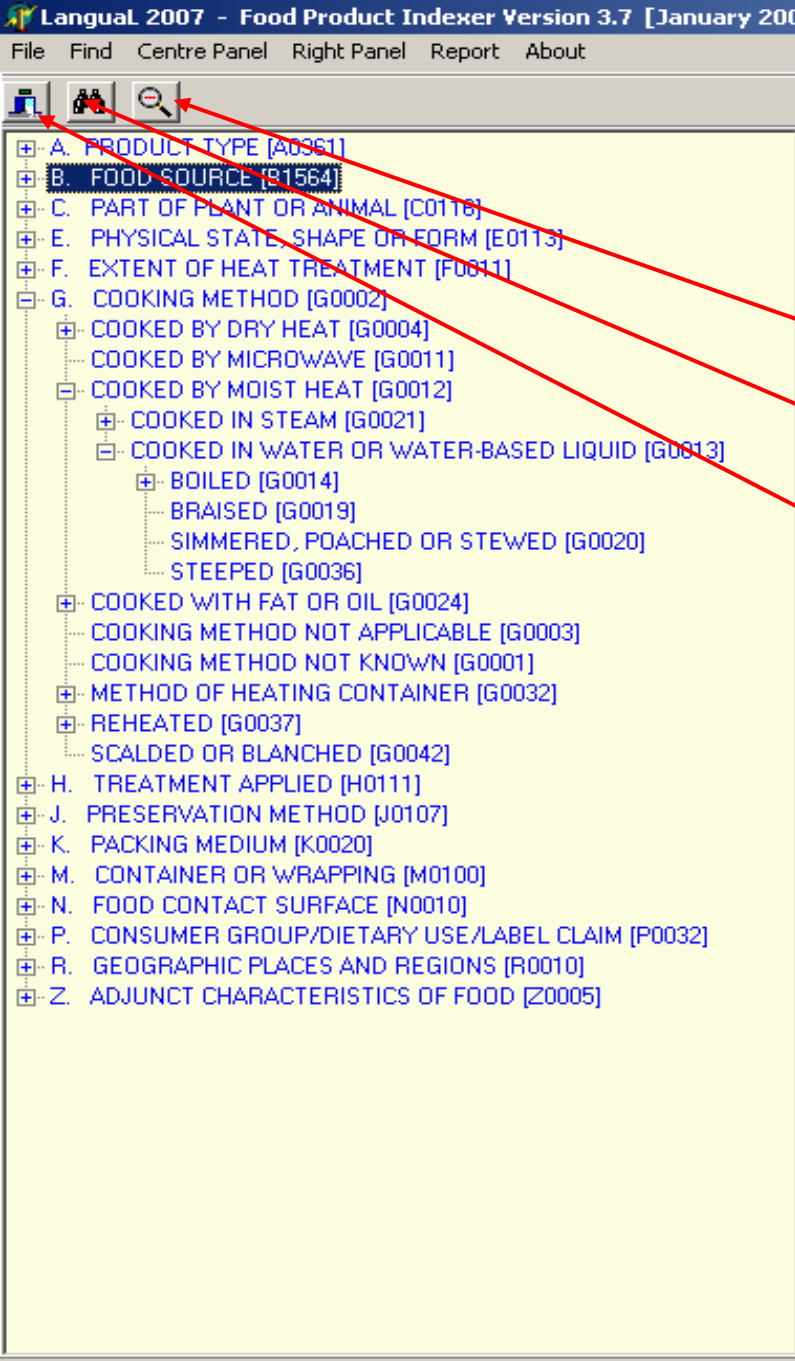 LanguaL 2007 - Food Product Indexer Version 3.7 [January 200
File Find Centre Panel Right Panel Report About
A. PRODUCT TYPE [A0361]
B. FOOD SOURCE [B1564]
C. PART OF PLANT OR ANIMAL [C0116]
E. PHYSICAL STATE, SHAPE OR FORM [E0113]
F. EXTENT OF HEAT TREATMENT [F0011]
G. COOKING METHOD [G0002]
COOKED BY DRY HEAT [G0004]
COOKED BY MICROWAVE [G0011]
COOKED BY MOIST HEAT [G0012]
COOKED IN STEAM [G0021]
COOKED IN WATER OR WATER-BASED LIQUID [G0013]
BOILED [G0014]
BRAISED [G0019]
SIMMERED, POACHED OR STEWED [G0020]
STEEPED [G0036]
COOKED WITH FAT OR OIL [G0024]
COOKING METHOD NOT APPLICABLE [G0003]
COOKING METHOD NOT KNOWN [G0001]
METHOD OF HEATING CONTAINER [G0032]
REHEATED [G0037]
SCALDED OR BLANCHED [G0042]
H. TREATMENT APPLIED [H0111]
J. PRESERVATION METHOD [J0107]
K. PACKING MEDIUM [K0020]
M. CONTAINER OR WRAPPING [M0100]
N. FOOD CONTACT SURFACE [N0010]
P. CONSUMER GROUP/DIETARY USE/LABEL CLAIM [P0032]
R. GEOGRAPHIC PLACES AND REGIONS [R0010]
Z. ADJUNCT CHARACTERISTICS OF FOOD [Z0005]